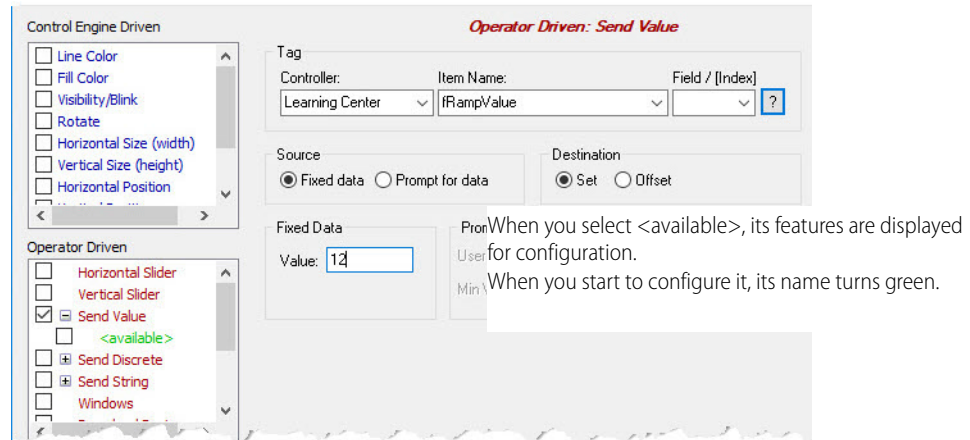 Control Engine Driven
Line Color
Fill Color
Visibility/Blink
Rotate
Horizontal Size (width)
Vertical Size (height)
Horizontal Position
Operator Driven
Horizontal Slider
Vertical Slider
Send Value
<available>
Send Discrete
Send String
Windows
Operator Driven: Send Value
Tag
Controller: Item Name: Field / [Index]
Learning Center fRampValue ?
Source
Fixed data Prompt for data
Destination
Set Offset
Fixed Data
Value: 12
User
Min
When you select <available>, its features are displayed
for configuration.
When you start to configure it, its name turns green.